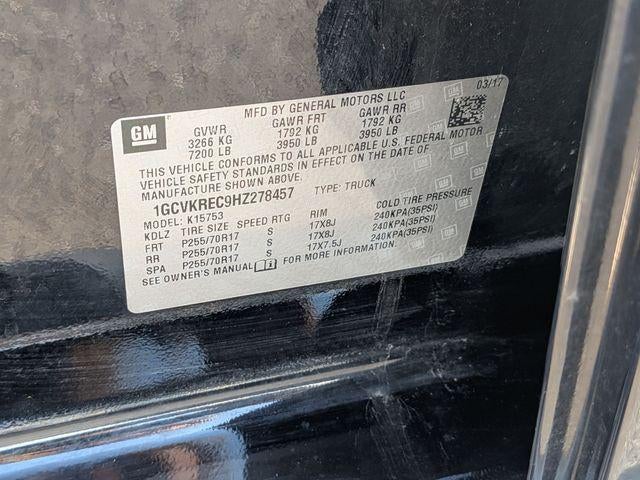 GM
MFD BY GENERAL MOTORS LLC 03/17
GVWR GAWR FRT GAWR RR
3266 KG 1792 KG 1792 KG
7200 LB 3950 LB 3950 LB
THIS VEHICLE CONFORMS TO ALL APPLICABLE U.S. FEDERAL MOTOR
VEHICLE SAFETY STANDARDS IN EFFECT ON THE DATE OF
MANUFACTURE SHOWN ABOVE.
1GCVKREC9HZ278457 TYPE: TRUCK
MODEL: K15753
KDLZ TIRE SIZE SPEED RTG RIM COLD TIRE PRESSURE
FRT P255/70R17 S 17X8J 240KPA(35PSI)
RR P255/70R17 S 17X8J 240KPA(35PSI)
SPA P255/70R17 S 17X7.5J 240KPA(35PSI)
SEE OWNER'S MANUAL FOR MORE INFORMATION.